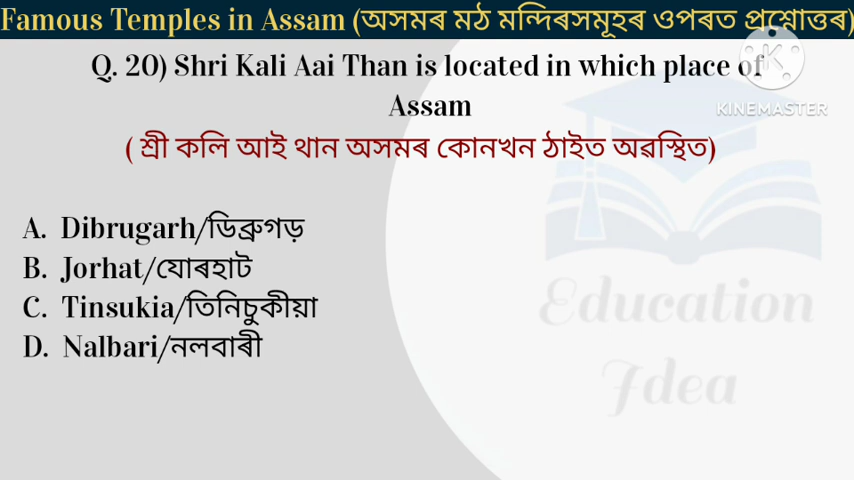 Famous Temples in Assam (অসমৰ মঠ মন্দিৰসমূহৰ ওপৰত প্ৰশ্নোত্তৰ)
Q. 20) Shri Kali Aai Than is located in which place of
Assam
( শ্ৰী কলি আই থান অসমৰ কোনখন ঠাইত অৱস্থিত)
K
KINEMASTER
A. Dibrugarh/ডিব্ৰুগড়
B. Jorhat/যোৰহাট
C. Tinsukia/তিনিচুকীয়া
D. Nalbari/নলবাৰী
Education
Idea